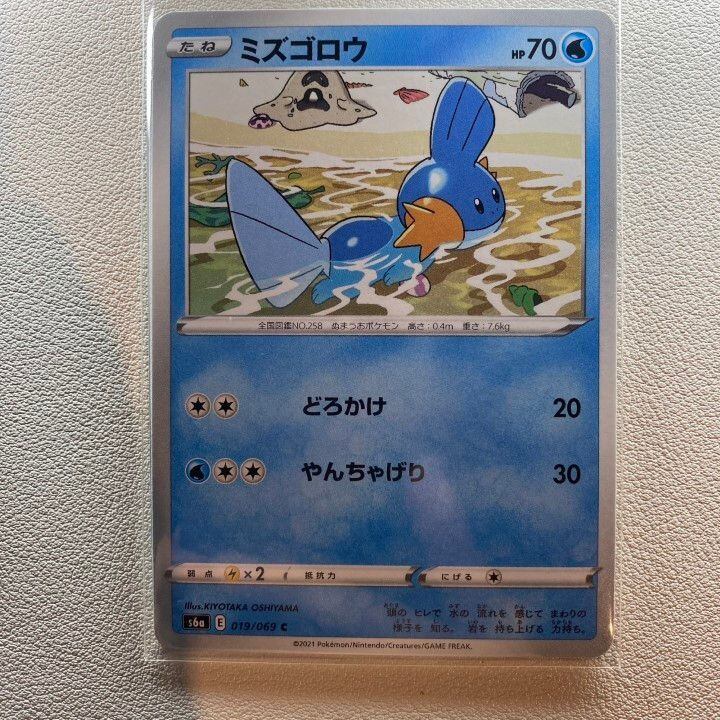 たね ミズゴロウ HP70
全国図鑑NO.258 ぬまうおポケモン 高さ:0.4m 重さ:7.6kg
どろかけ 20
やんちゃげり 30
弱点 ×2 抵抗力 にげる
Illus.KIYOTAKA OSHIYAMA
頭の ヒレで 水の 流れを 感じて まわりの
様子を 知る。 岩を 持ち上げる 力持ち。
s6a E 019/069 C
©2021 Pokémon/Nintendo/Creatures/GAME FREAK.